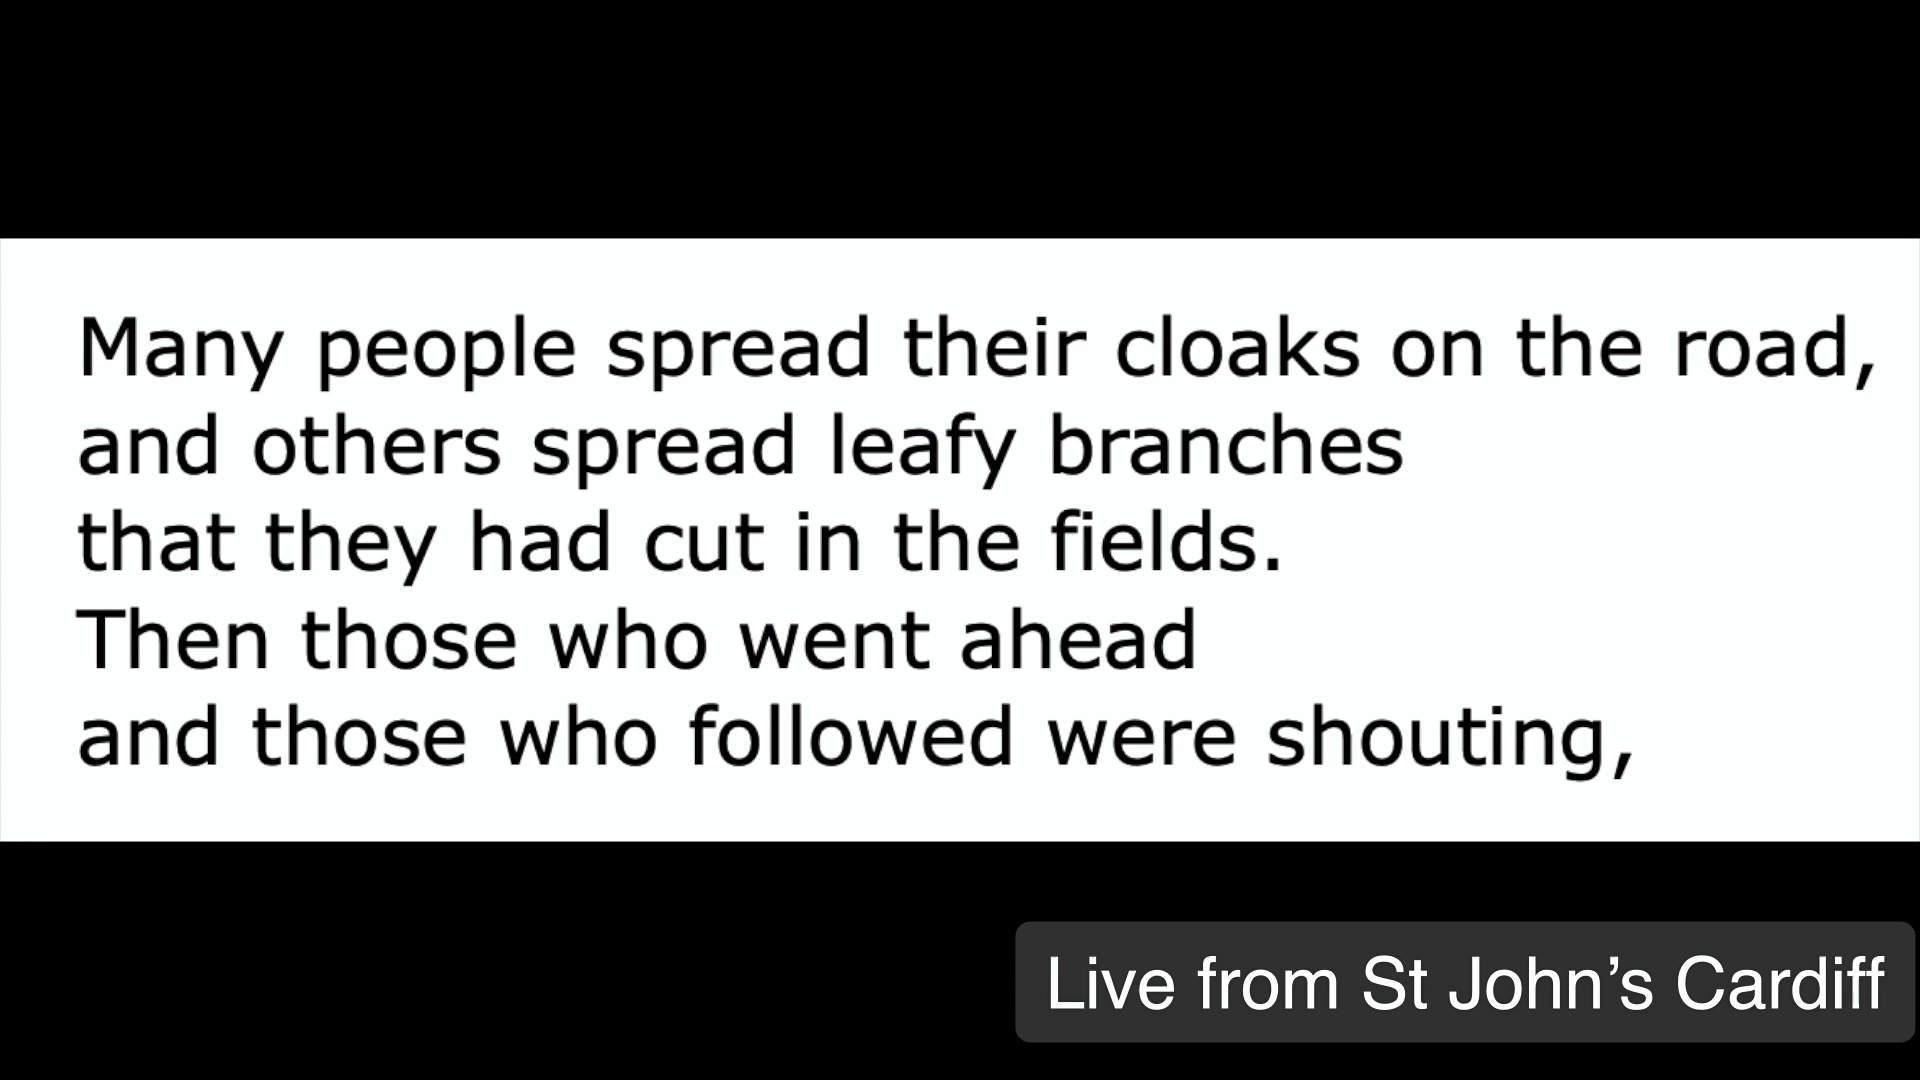 Many people spread their cloaks on the road,
and others spread leafy branches
that they had cut in the fields.
Then those who went ahead
and those who followed were shouting,
Live from St John’s Cardiff